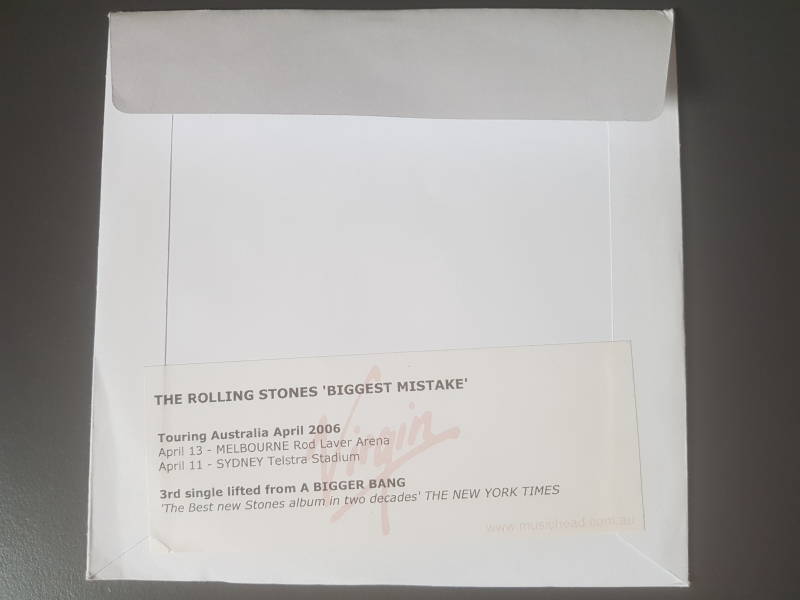 THE ROLLING STONES 'BIGGEST MISTAKE'
Touring Australia April 2006
April 13 - MELBOURNE Rod Laver Arena
April 11 - SYDNEY Telstra Stadium
Virgin
3rd single lifted from A BIGGER BANG
'The Best new Stones album in two decades' THE NEW YORK TIMES
www.musichead.com.au